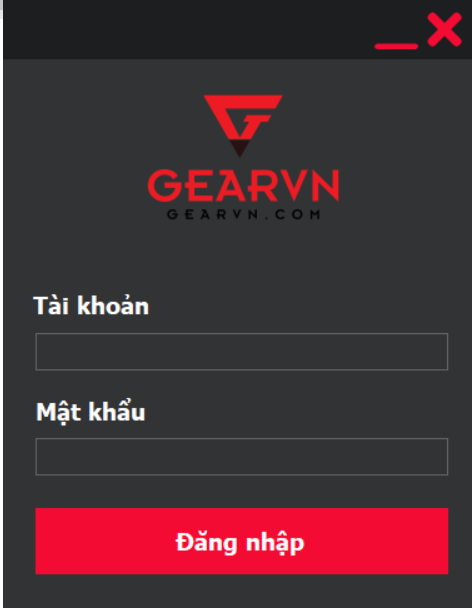 GEARVN
GEARVN.COM
Tài khoản
Mật khẩu
Đăng nhập